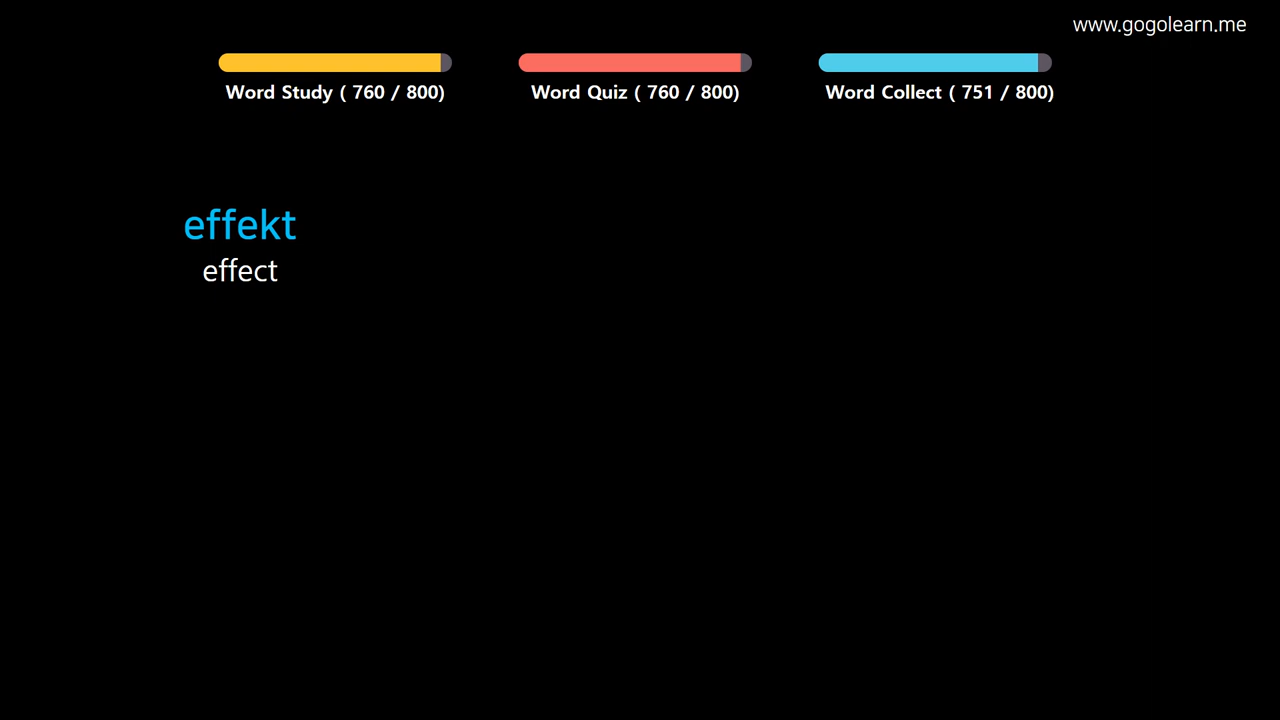 www.gogolearn.me
Word Study ( 760 / 800)
Word Quiz ( 760 / 800)
Word Collect ( 751 / 800)
effekt
effect